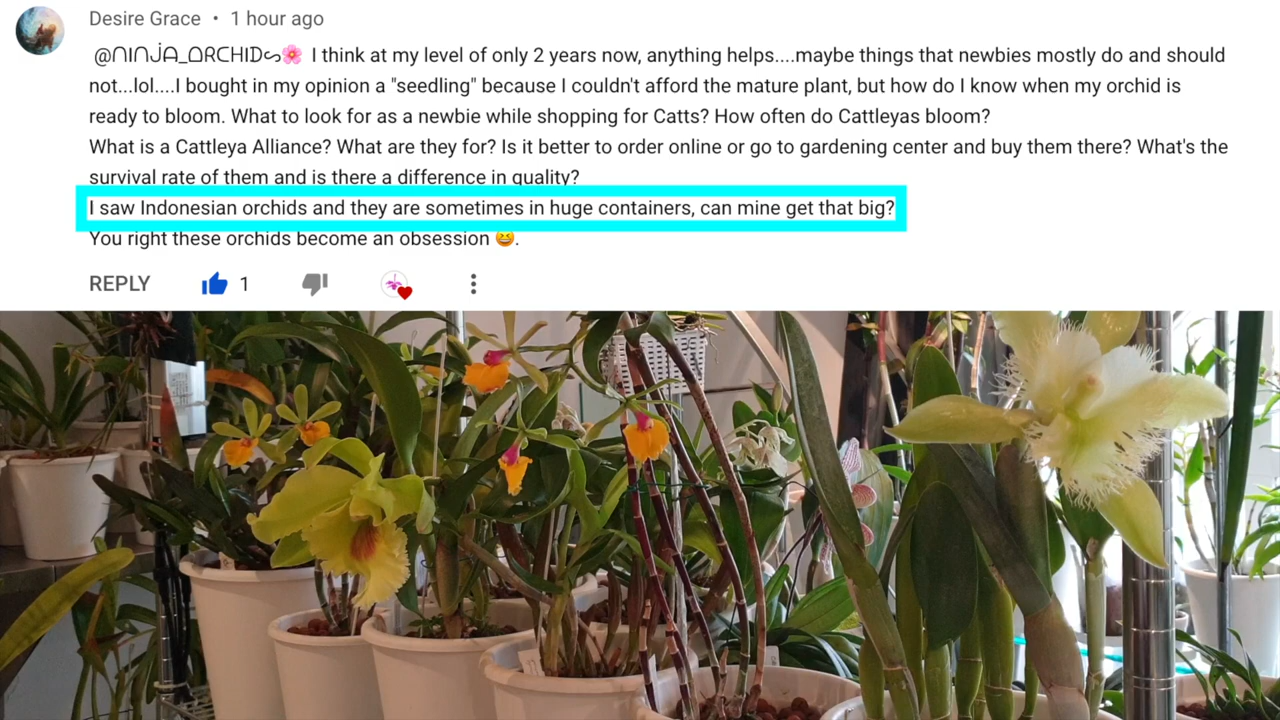 Desire Grace • 1 hour ago
@ᑎIᑎᒍᗩ_ᗝᖇᑕᕼIᗪᔕ🌸 I think at my level of only 2 years now, anything helps....maybe things that newbies mostly do and should
not...lol....I bought in my opinion a "seedling" because I couldn't afford the mature plant, but how do I know when my orchid is
ready to bloom. What to look for as a newbie while shopping for Catts? How often do Cattleyas bloom?
What is a Cattleya Alliance? What are they for? Is it better to order online or go to gardening center and buy them there? What's the
survival rate of them and is there a difference in quality?
I saw Indonesian orchids and they are sometimes in huge containers, can mine get that big?
You right these orchids become an obsession 😆.
REPLY 1